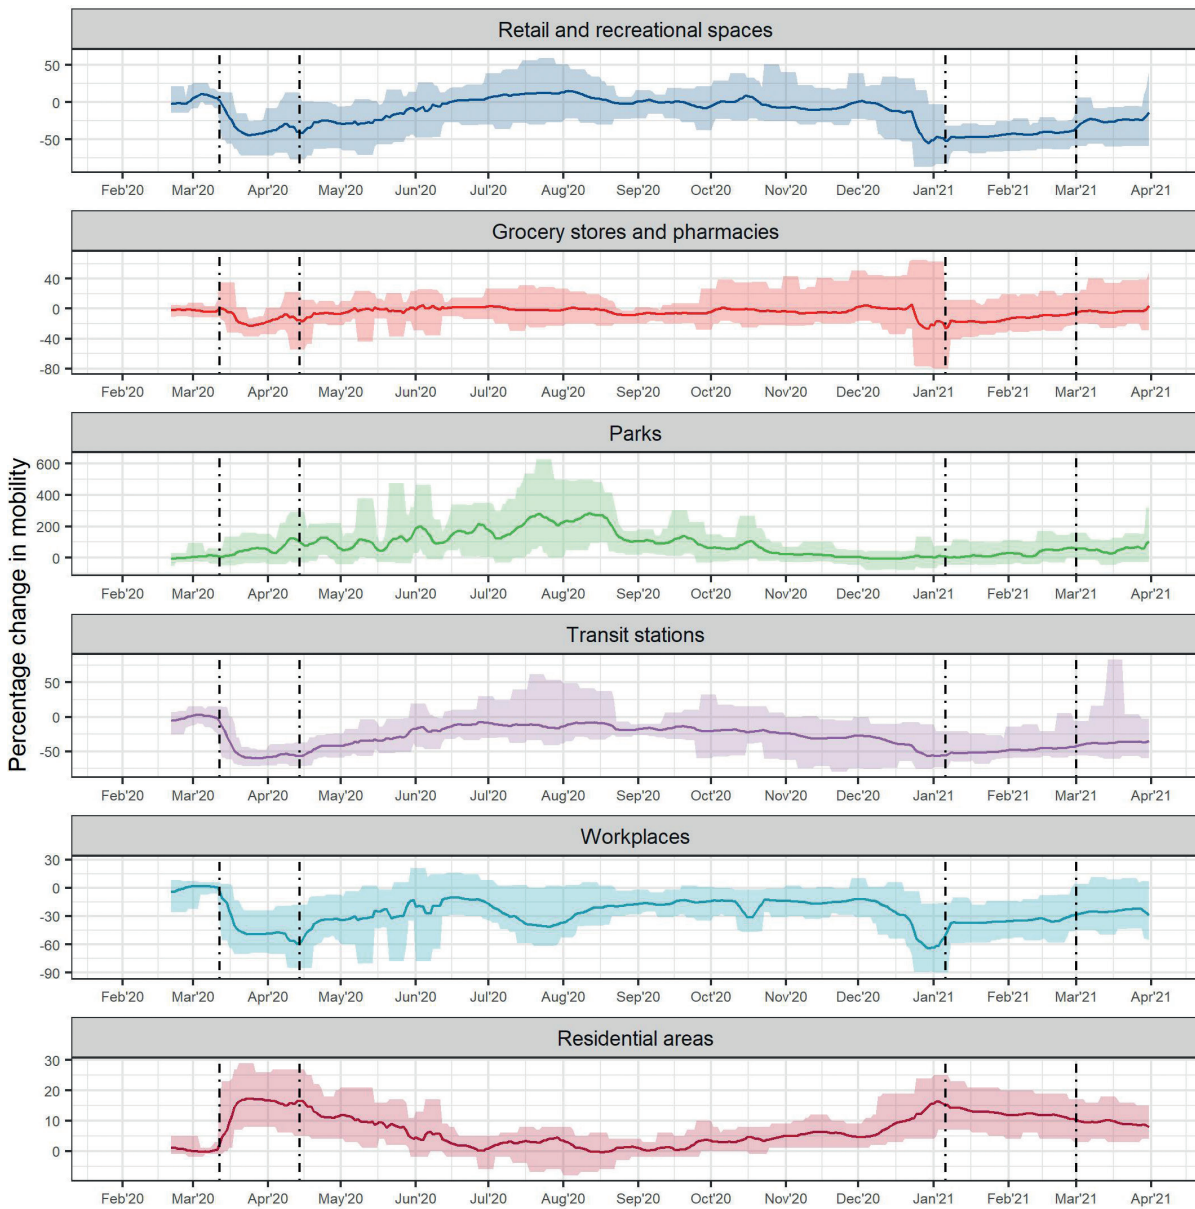 Percentage change in mobility
Retail and recreational spaces
50
0
-50
Feb'20 Mar'20 Apr'20 May'20 Jun'20 Jul'20 Aug'20 Sep'20 Oct'20 Nov'20 Dec'20 Jan'21 Feb'21 Mar'21 Apr'21
Grocery stores and pharmacies
40
0
-40
-80
Feb'20 Mar'20 Apr'20 May'20 Jun'20 Jul'20 Aug'20 Sep'20 Oct'20 Nov'20 Dec'20 Jan'21 Feb'21 Mar'21 Apr'21
Parks
600
400
200
0
Feb'20 Mar'20 Apr'20 May'20 Jun'20 Jul'20 Aug'20 Sep'20 Oct'20 Nov'20 Dec'20 Jan'21 Feb'21 Mar'21 Apr'21
Transit stations
50
0
-50
Feb'20 Mar'20 Apr'20 May'20 Jun'20 Jul'20 Aug'20 Sep'20 Oct'20 Nov'20 Dec'20 Jan'21 Feb'21 Mar'21 Apr'21
Workplaces
30
0
-30
-60
-90
Feb'20 Mar'20 Apr'20 May'20 Jun'20 Jul'20 Aug'20 Sep'20 Oct'20 Nov'20 Dec'20 Jan'21 Feb'21 Mar'21 Apr'21
Residential areas
30
20
10
0
Feb'20 Mar'20 Apr'20 May'20 Jun'20 Jul'20 Aug'20 Sep'20 Oct'20 Nov'20 Dec'20 Jan'21 Feb'21 Mar'21 Apr'21